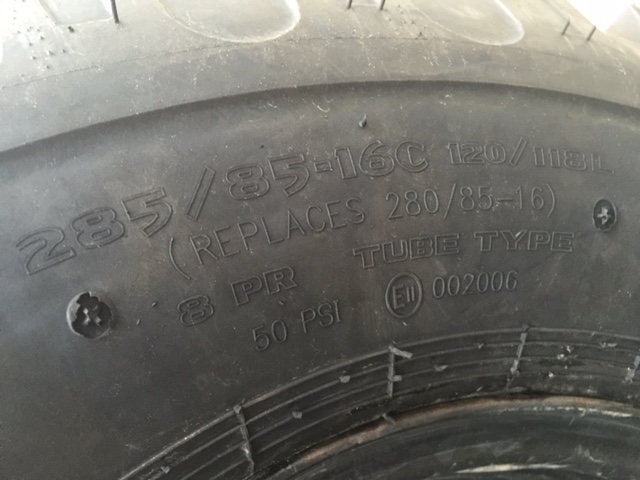 285/85-16C 120/118L
(REPLACES 280/85-16)
8 PR TUBE TYPE
50 PSI E11 002006